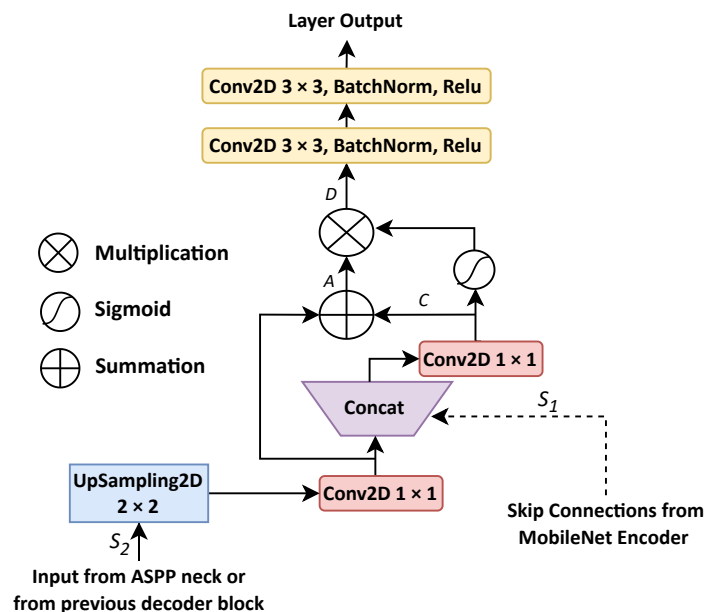 Layer Output
Conv2D 3 × 3, BatchNorm, Relu
Conv2D 3 × 3, BatchNorm, Relu
D
Multiplication
A
C
Sigmoid
Summation
Conv2D 1 × 1
Concat
S1
UpSampling2D
2 × 2
Conv2D 1 × 1
S2
Skip Connections from
MobileNet Encoder
Input from ASPP neck or
from previous decoder block